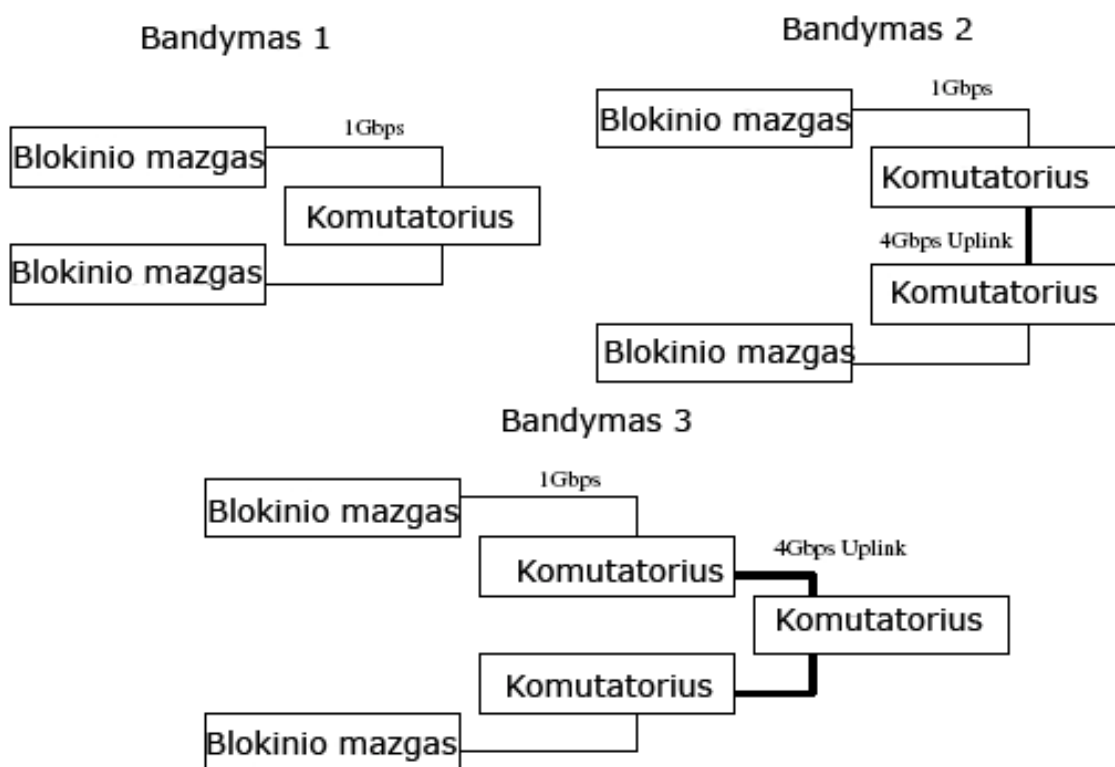 Bandymas 1
1Gbps
Blokinio mazgas
Komutatorius
Blokinio mazgas
Bandymas 2
1Gbps
Blokinio mazgas
Komutatorius
4Gbps Uplink
Komutatorius
Blokinio mazgas
Bandymas 3
1Gbps
Blokinio mazgas
Komutatorius
4Gbps Uplink
Komutatorius
Komutatorius
Blokinio mazgas